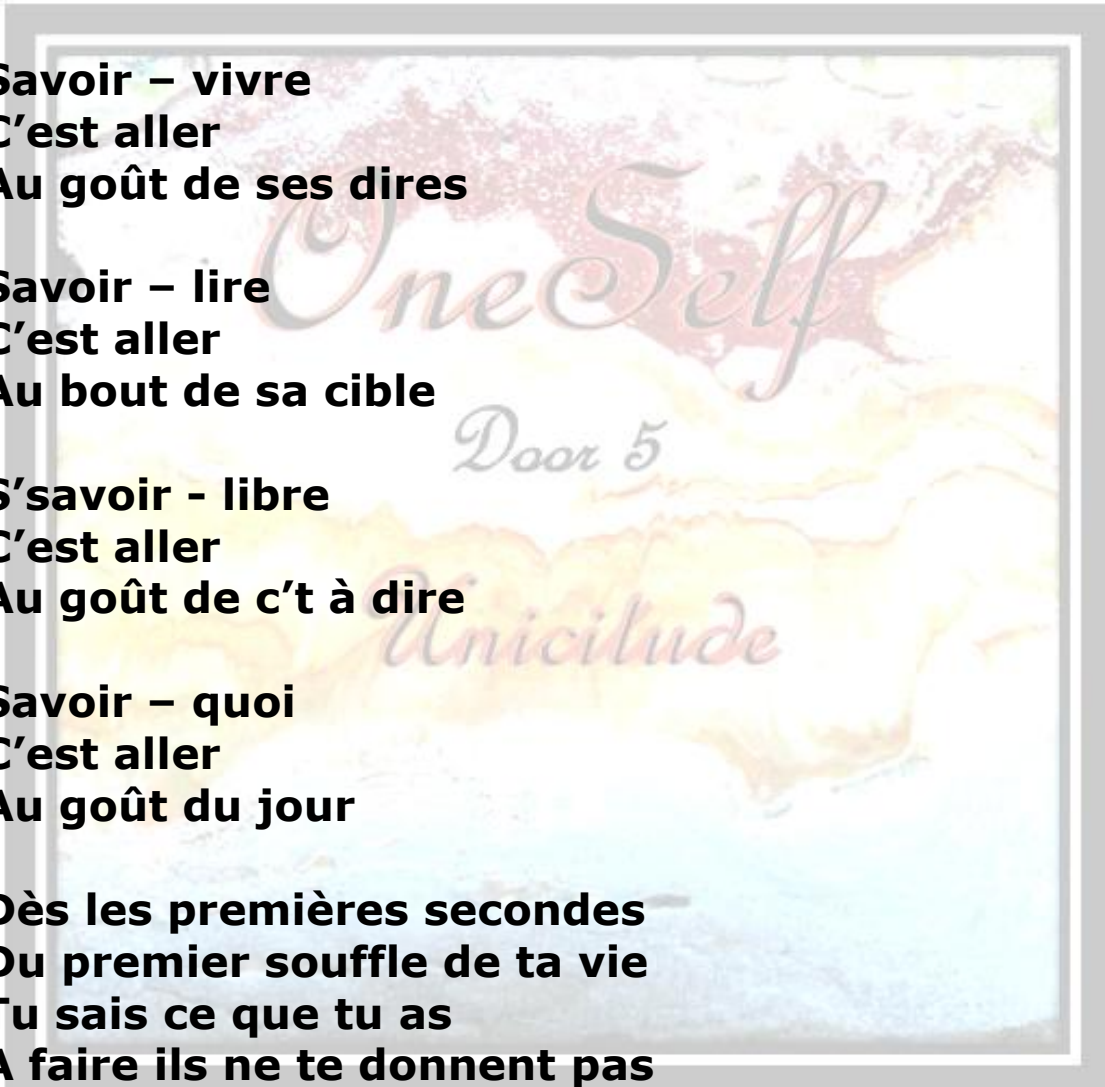 Savoir – vivre
C’est aller
Au goût de ses dires
Savoir – lire
C’est aller
Au bout de sa cible
S’savoir - libre
C’est aller
Au goût de c’t à dire
Savoir – quoi
C’est aller
Au goût du jour
Dès les premières secondes
Du premier souffle de ta vie
Tu sais ce que tu as
A faire ils ne te donnent pas
OneSelf
Door 5
Unicitude